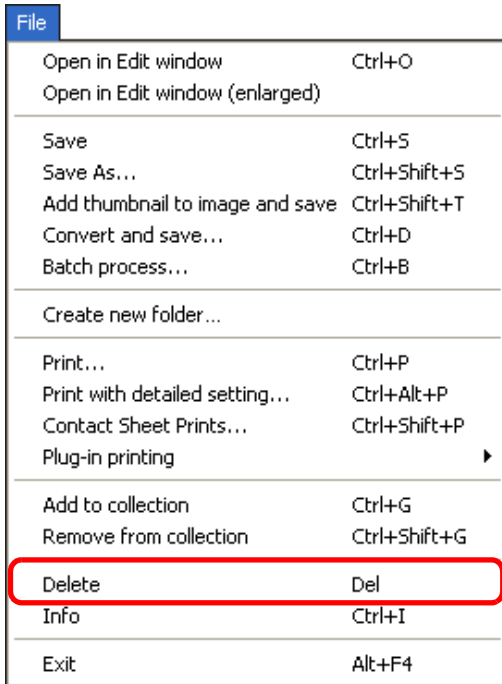 File
Open in Edit window Ctrl+O
Open in Edit window (enlarged)
Save Ctrl+S
Save As... Ctrl+Shift+S
Add thumbnail to image and save Ctrl+Shift+T
Convert and save... Ctrl+D
Batch process... Ctrl+B
Create new folder...
Print... Ctrl+P
Print with detailed setting... Ctrl+Alt+P
Contact Sheet Prints... Ctrl+Shift+P
Plug-in printing
Add to collection Ctrl+G
Remove from collection Ctrl+Shift+G
Delete Del
Info Ctrl+I
Exit Alt+F4